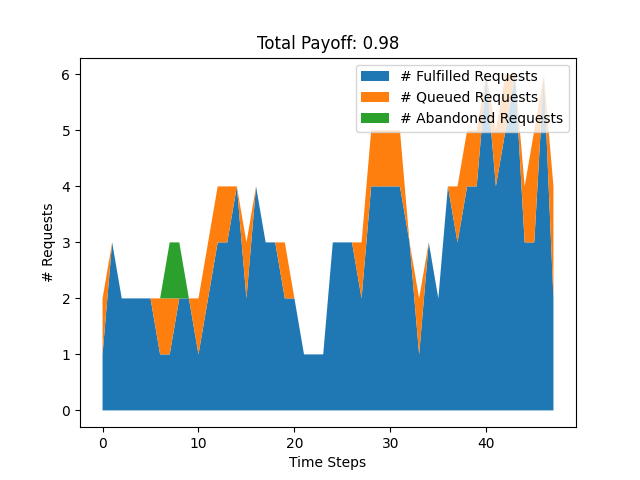 Total Payoff: 0.98
# Fulfilled Requests
# Queued Requests
# Abandoned Requests
6
5
4
3
2
1
0
# Requests
0 10 20 30 40
Time Steps